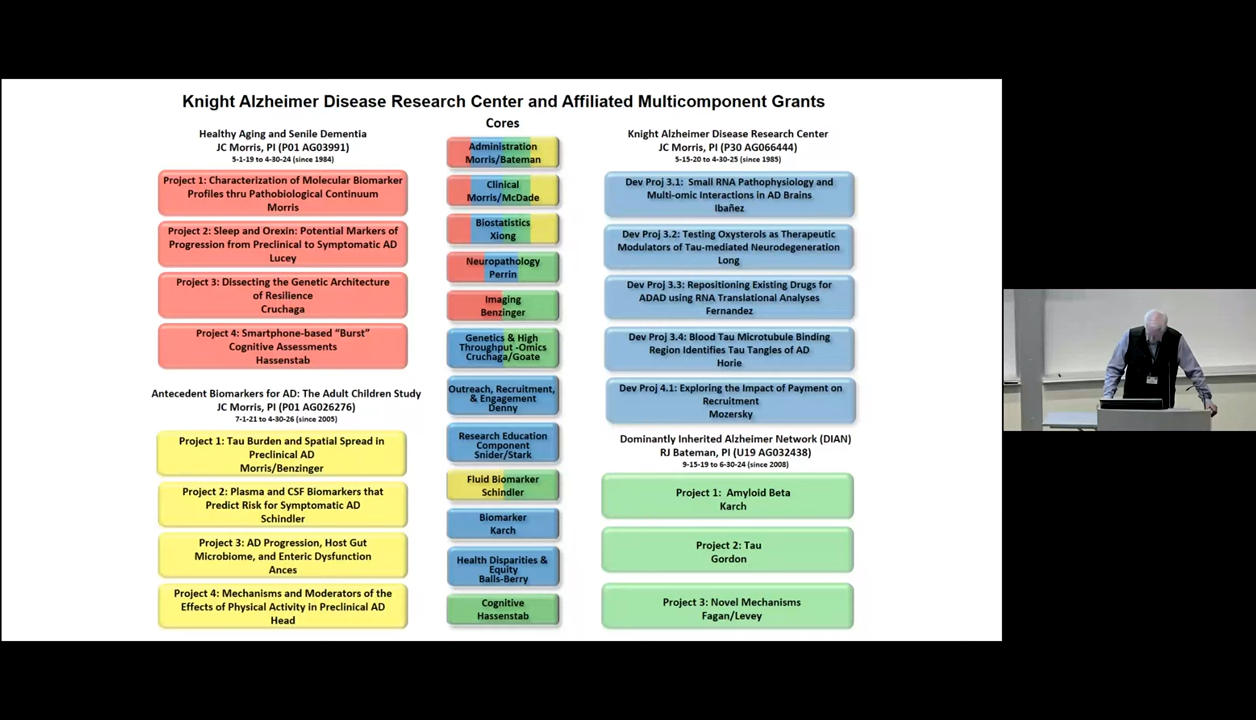 Knight Alzheimer Disease Research Center and Affiliated Multicomponent Grants
Healthy Aging and Senile Dementia
JC Morris, PI (P01 AG03991)
5-1-19 to 4-30-24 (since 1984)
Project 1: Characterization of Molecular Biomarker
Profiles thru Pathobiological Continuum
Morris
Project 2: Sleep and Orexin: Potential Markers of
Progression from Preclinical to Symptomatic AD
Lucey
Project 3: Dissecting the Genetic Architecture
of Resilience
Cruchaga
Project 4: Smartphone-based “Burst”
Cognitive Assessments
Hassenstab
Antecedent Biomarkers for AD: The Adult Children Study
JC Morris, PI (P01 AG026276)
7-1-21 to 4-30-26 (since 2005)
Project 1: Tau Burden and Spatial Spread in
Preclinical AD
Morris/Benzinger
Project 2: Plasma and CSF Biomarkers that
Predict Risk for Symptomatic AD
Schindler
Project 3: AD Progression, Host Gut
Microbiome, and Enteric Dysfunction
Ances
Project 4: Mechanisms and Moderators of the
Effects of Physical Activity in Preclinical AD
Head
Cores
Administration
Morris/Bateman
Clinical
Morris/McDade
Biostatistics
Xiong
Neuropathology
Perrin
Imaging
Benzinger
Genetics & High
Throughput -Omics
Cruchaga/Goate
Outreach, Recruitment,
& Engagement
Denny
Research Education
Component
Snider/Stark
Fluid Biomarker
Schindler
Biomarker
Karch
Health Disparities &
Equity
Balls-Berry
Cognitive
Hassenstab
Knight Alzheimer Disease Research Center
JC Morris, PI (P30 AG066444)
5-15-20 to 4-30-25 (since 1985)
Dev Proj 3.1: Small RNA Pathophysiology and
Multi-omic Interactions in AD Brains
Ibañez
Dev Proj 3.2: Testing Oxysterols as Therapeutic
Modulators of Tau-mediated Neurodegeneration
Long
Dev Proj 3.3: Repositioning Existing Drugs for
ADAD using RNA Translational Analyses
Fernandez
Dev Proj 3.4: Blood Tau Microtubule Binding
Region Identifies Tau Tangles of AD
Horie
Dev Proj 4.1: Exploring the Impact of Payment on
Recruitment
Mozersky
Dominantly Inherited Alzheimer Network (DIAN)
RJ Bateman, PI (U19 AG032438)
9-15-19 to 6-30-24 (since 2008)
Project 1: Amyloid Beta
Karch
Project 2: Tau
Gordon
Project 3: Novel Mechanisms
Fagan/Levey